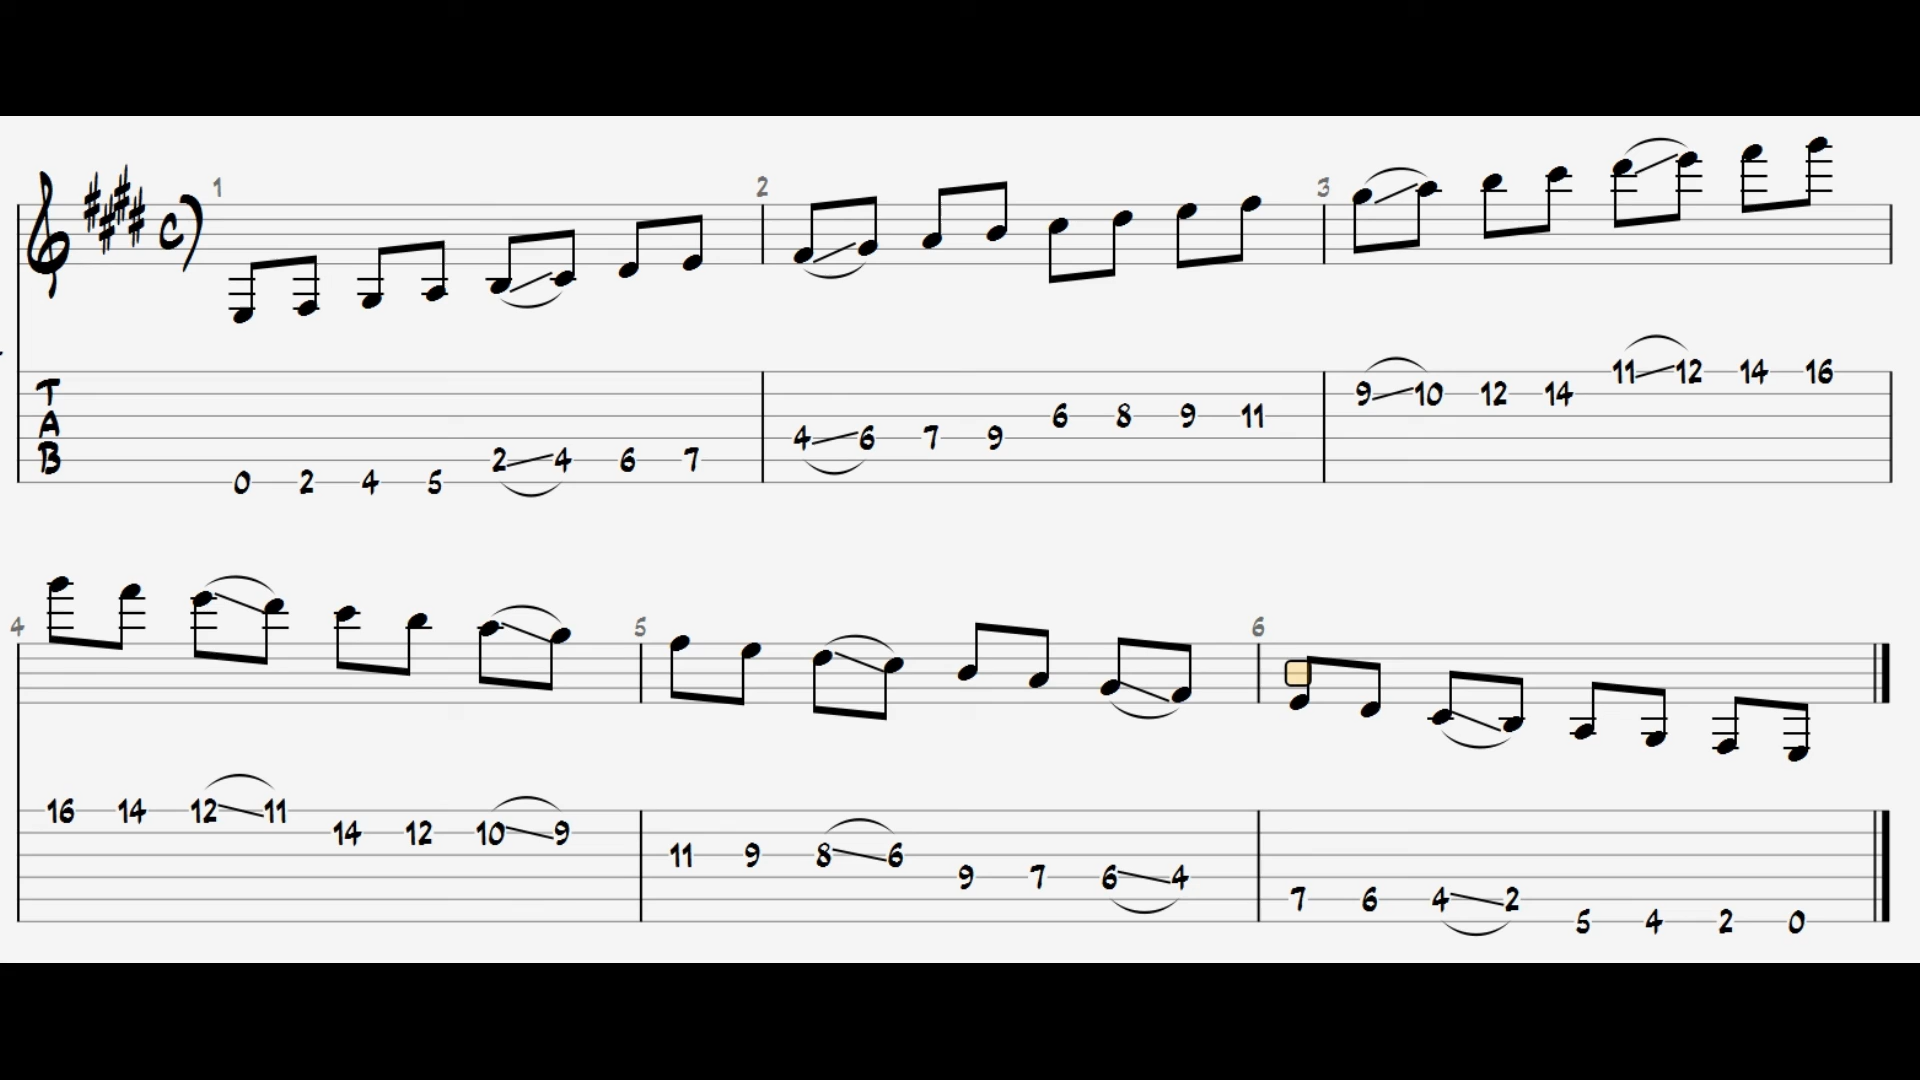 1 2 3
T
A
B
11 12 14 16
9 10 12 14
6 8 9 11
4 6 7 9
2 4 6 7
0 2 4 5
4 5 6
16 14 12 11
14 12 10 9
11 9 8 6
9 7 6 4
7 6 4 2
5 4 2 0